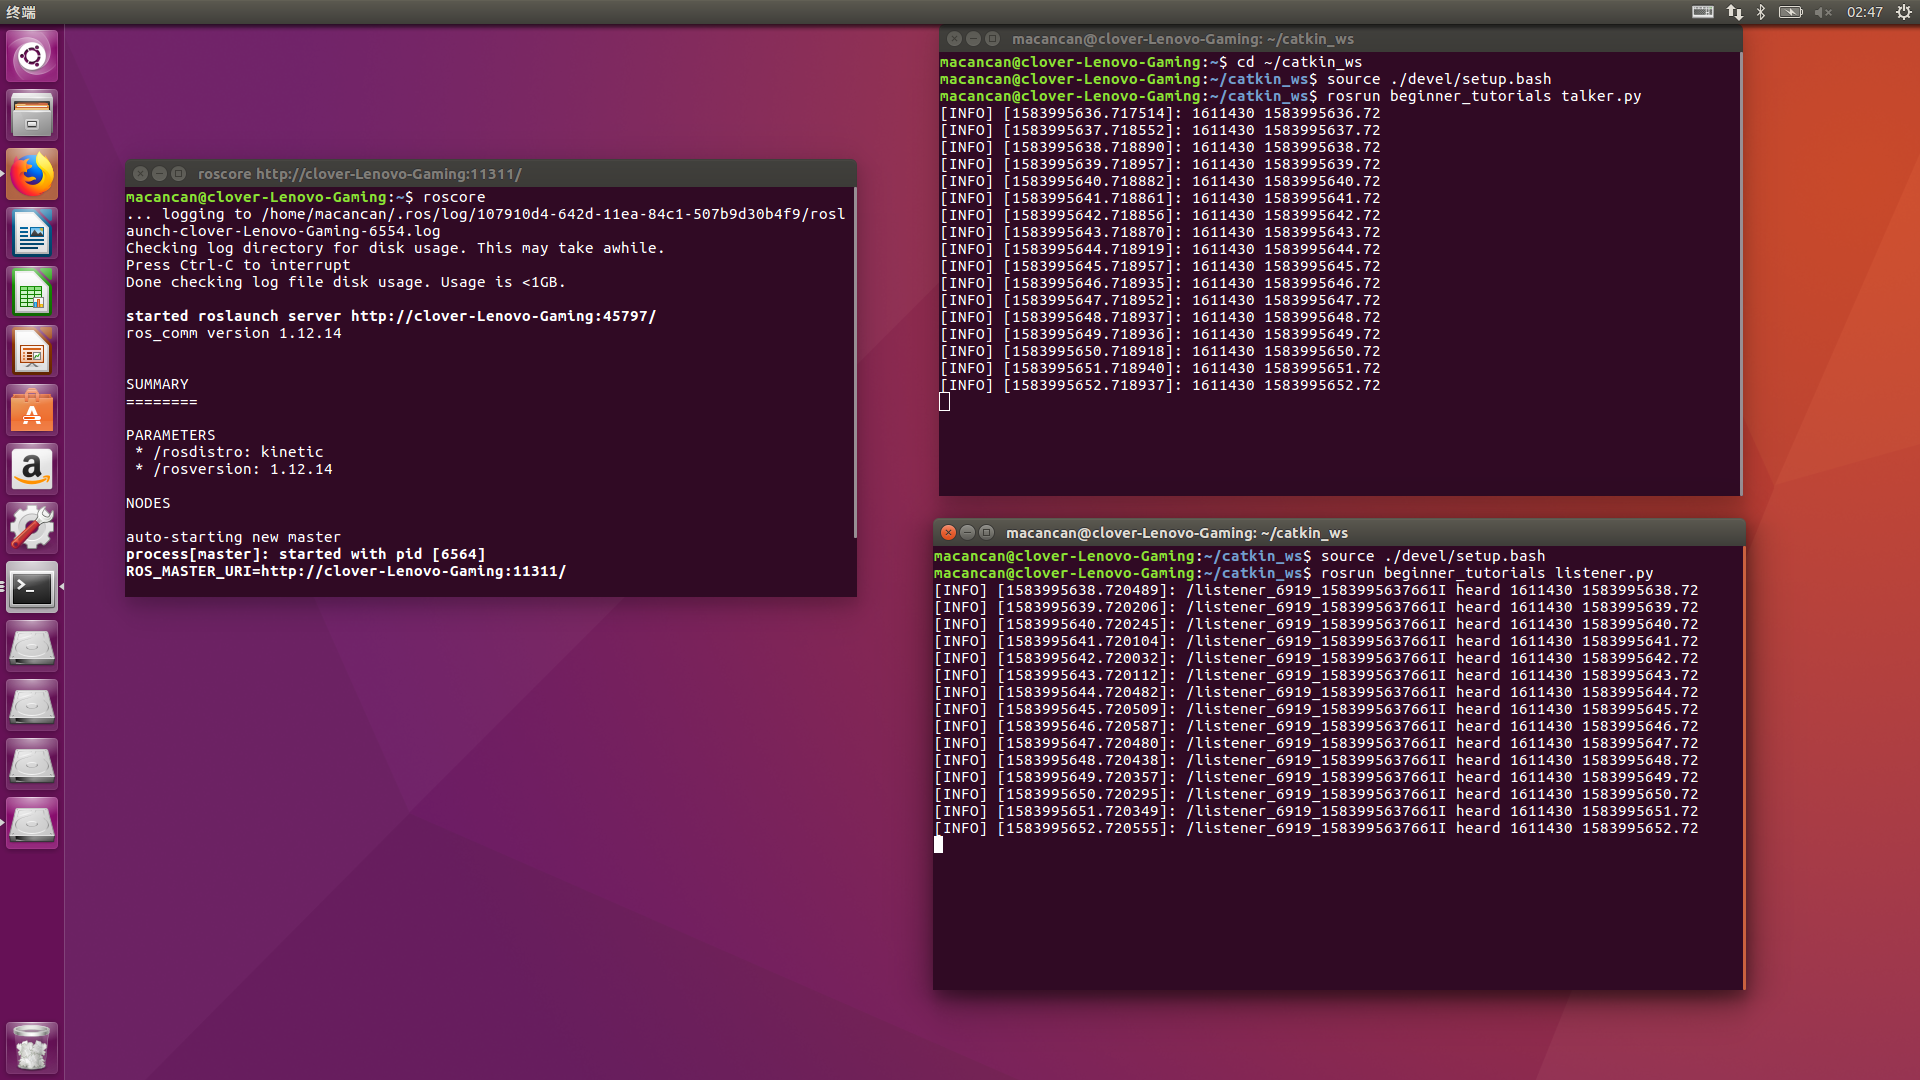 终端
02:47
roscore http://clover-Lenovo-Gaming:11311/
macancan@clover-Lenovo-Gaming:~$ roscore
... logging to /home/macancan/.ros/log/107910d4-642d-11ea-84c1-507b9d30b4f9/rosl
aunch-clover-Lenovo-Gaming-6554.log
Checking log directory for disk usage. This may take awhile.
Press Ctrl-C to interrupt
Done checking log file disk usage. Usage is <1GB.
started roslaunch server http://clover-Lenovo-Gaming:45797/
ros_comm version 1.12.14
SUMMARY
========
PARAMETERS
 * /rosdistro: kinetic
 * /rosversion: 1.12.14
NODES
auto-starting new master
process[master]: started with pid [6564]
ROS_MASTER_URI=http://clover-Lenovo-Gaming:11311/
macancan@clover-Lenovo-Gaming: ~/catkin_ws
macancan@clover-Lenovo-Gaming:~$ cd ~/catkin_ws
macancan@clover-Lenovo-Gaming:~/catkin_ws$ source ./devel/setup.bash
macancan@clover-Lenovo-Gaming:~/catkin_ws$ rosrun beginner_tutorials talker.py
[INFO] [1583995636.717514]: 1611430 1583995636.72
[INFO] [1583995637.718552]: 1611430 1583995637.72
[INFO] [1583995638.718890]: 1611430 1583995638.72
[INFO] [1583995639.718957]: 1611430 1583995639.72
[INFO] [1583995640.718882]: 1611430 1583995640.72
[INFO] [1583995641.718861]: 1611430 1583995641.72
[INFO] [1583995642.718856]: 1611430 1583995642.72
[INFO] [1583995643.718870]: 1611430 1583995643.72
[INFO] [1583995644.718919]: 1611430 1583995644.72
[INFO] [1583995645.718957]: 1611430 1583995645.72
[INFO] [1583995646.718935]: 1611430 1583995646.72
[INFO] [1583995647.718952]: 1611430 1583995647.72
[INFO] [1583995648.718937]: 1611430 1583995648.72
[INFO] [1583995649.718936]: 1611430 1583995649.72
[INFO] [1583995650.718918]: 1611430 1583995650.72
[INFO] [1583995651.718940]: 1611430 1583995651.72
[INFO] [1583995652.718937]: 1611430 1583995652.72
macancan@clover-Lenovo-Gaming: ~/catkin_ws
macancan@clover-Lenovo-Gaming:~/catkin_ws$ source ./devel/setup.bash
macancan@clover-Lenovo-Gaming:~/catkin_ws$ rosrun beginner_tutorials listener.py
[INFO] [1583995638.720489]: /listener_6919_1583995637661I heard 1611430 1583995638.72
[INFO] [1583995639.720206]: /listener_6919_1583995637661I heard 1611430 1583995639.72
[INFO] [1583995640.720245]: /listener_6919_1583995637661I heard 1611430 1583995640.72
[INFO] [1583995641.720104]: /listener_6919_1583995637661I heard 1611430 1583995641.72
[INFO] [1583995642.720032]: /listener_6919_1583995637661I heard 1611430 1583995642.72
[INFO] [1583995643.720112]: /listener_6919_1583995637661I heard 1611430 1583995643.72
[INFO] [1583995644.720482]: /listener_6919_1583995637661I heard 1611430 1583995644.72
[INFO] [1583995645.720509]: /listener_6919_1583995637661I heard 1611430 1583995645.72
[INFO] [1583995646.720587]: /listener_6919_1583995637661I heard 1611430 1583995646.72
[INFO] [1583995647.720480]: /listener_6919_1583995637661I heard 1611430 1583995647.72
[INFO] [1583995648.720438]: /listener_6919_1583995637661I heard 1611430 1583995648.72
[INFO] [1583995649.720357]: /listener_6919_1583995637661I heard 1611430 1583995649.72
[INFO] [1583995650.720295]: /listener_6919_1583995637661I heard 1611430 1583995650.72
[INFO] [1583995651.720349]: /listener_6919_1583995637661I heard 1611430 1583995651.72
[INFO] [1583995652.720555]: /listener_6919_1583995637661I heard 1611430 1583995652.72